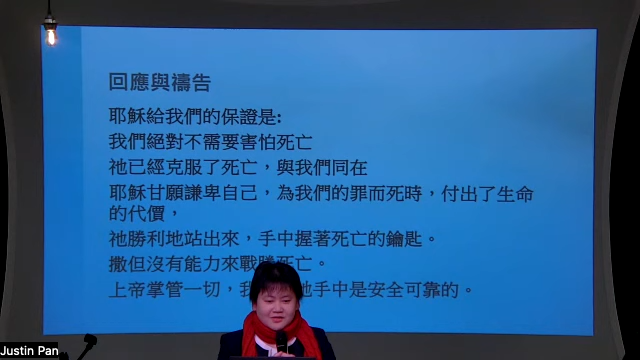 回應與禱告
耶穌給我們的保證是:
我們絕對不需要害怕死亡
祂已經克服了死亡，與我們同在
耶穌甘願謙卑自己，為我們的罪而死時，付出了生命
的代價，
祂勝利地站出來，手中握著死亡的鑰匙。
撒但沒有能力來戰勝死亡。
上帝掌管一切，我 祂手中是安全可靠的。
Justin Pan